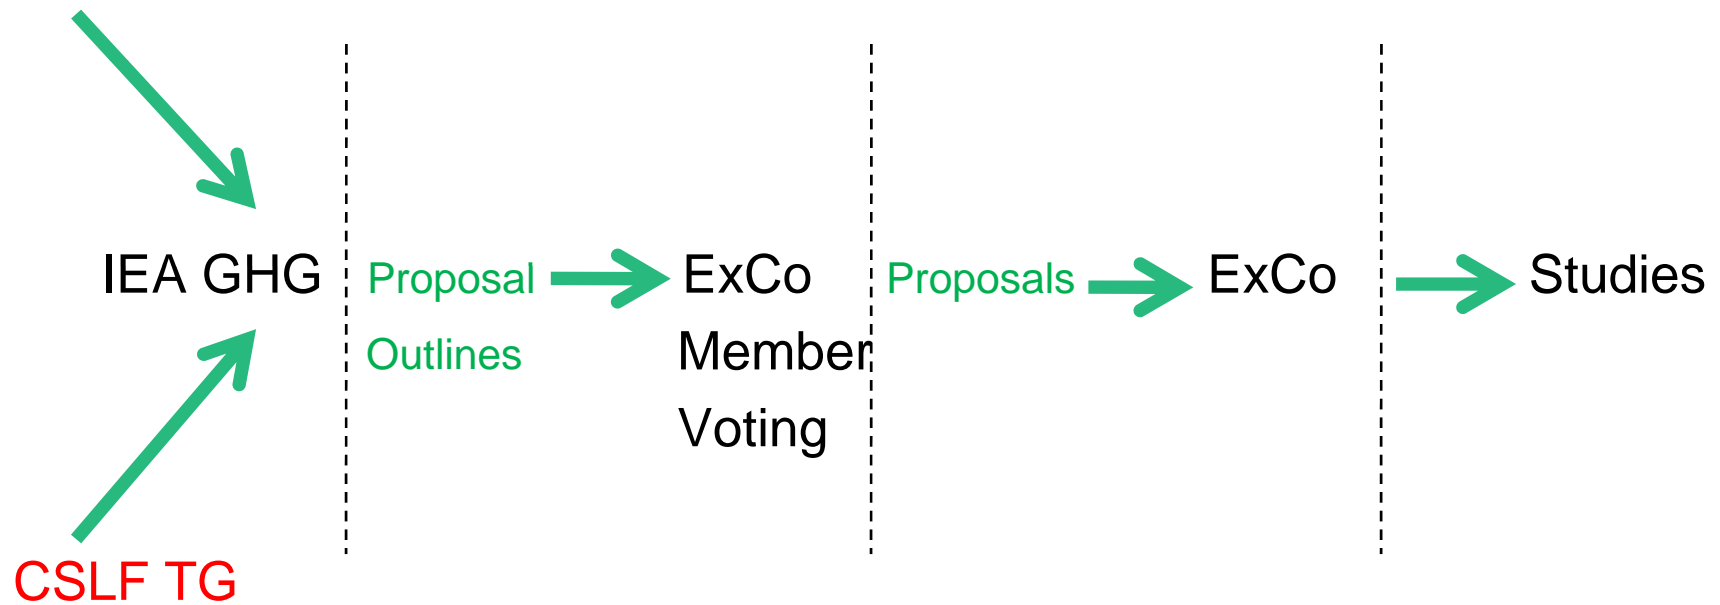 IEA GHG
Proposal
Outlines
ExCo
Member
Voting
Proposals
ExCo
Studies
CSLF TG